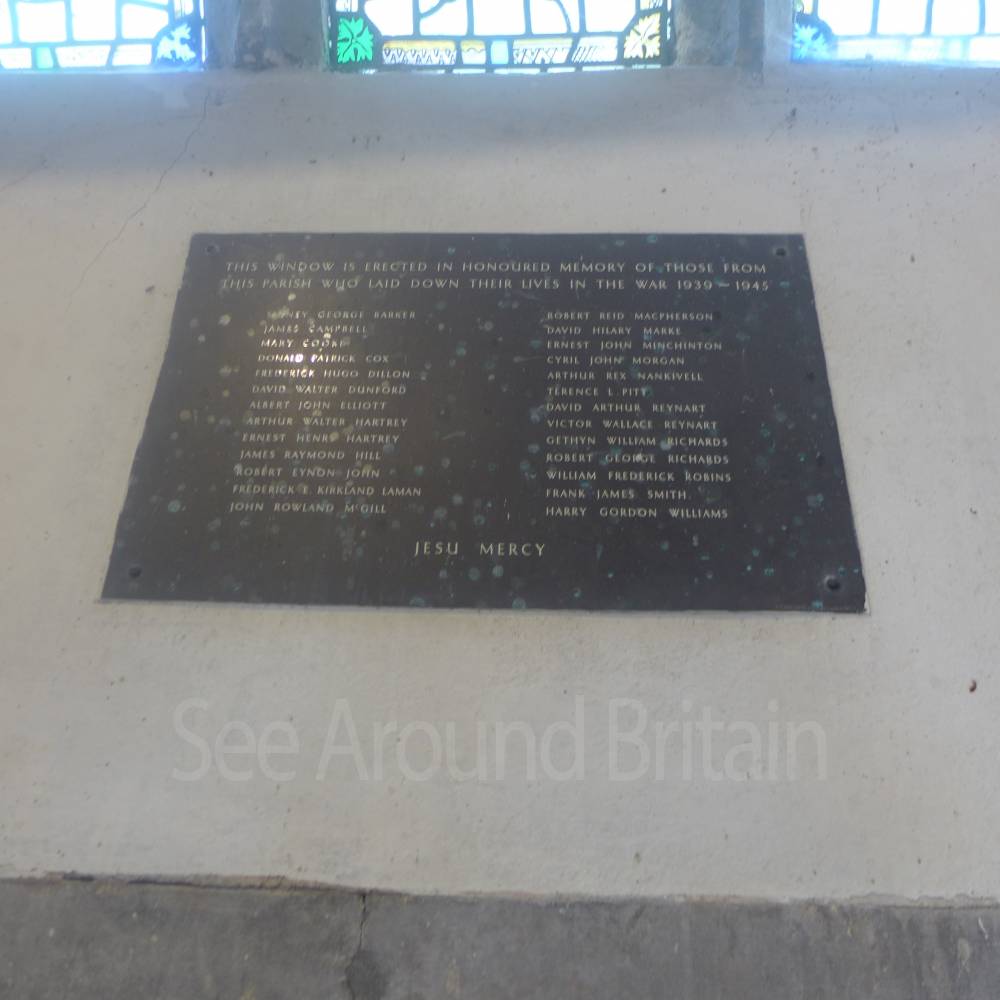 THIS WINDOW IS ERECTED IN HONOURED MEMORY OF THOSE FROM
THIS PARISH WHO LAID DOWN THEIR LIVES IN THE WAR 1939–1945
GEORGE BARKER
JAMES CAMPBELL
MARY COOKE
DONALD PATRICK COX
FREDERICK HUGO DILLON
DAVID WALTER DUNFORD
ALBERT JOHN ELLIOTT
ARTHUR WALTER HARTREY
ERNEST HENRY HARTREY
JAMES RAYMOND HILL
ROBERT EYNON JOHN
FREDERICK E. KIRKLAND LAMAN
JOHN ROWLAND McGILL
ROBERT REID MACPHERSON
DAVID HILARY MARKE
ERNEST JOHN MINCHINTON
CYRIL JOHN MORGAN
ARTHUR REX NANKIVELL
TERENCE L. PITT
DAVID ARTHUR REYNART
VICTOR WALLACE REYNART
GETHYN WILLIAM RICHARDS
ROBERT GEORGE RICHARDS
WILLIAM FREDERICK ROBINS
FRANK JAMES SMITH
HARRY GORDON WILLIAMS
JESU MERCY
See Around Britain